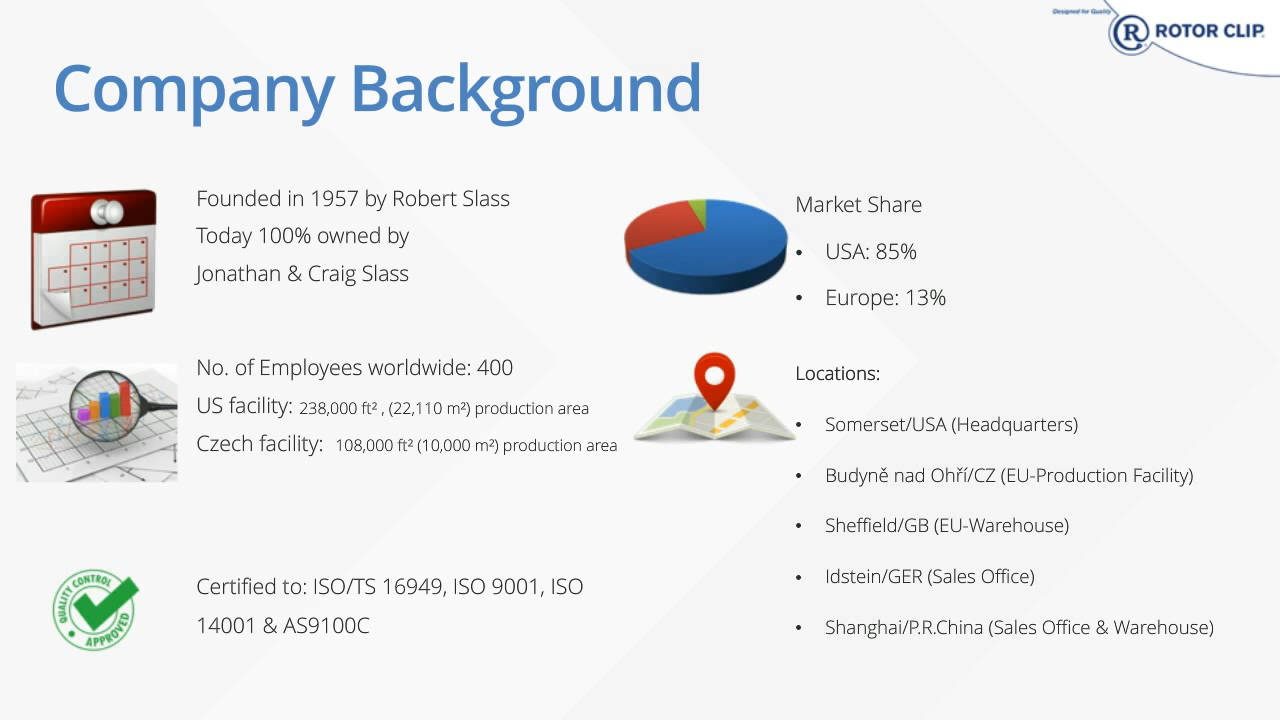 Designed for Quality
R ROTOR CLIP®
Company Background
Founded in 1957 by Robert Slass
Today 100% owned by
Jonathan & Craig Slass
No. of Employees worldwide: 400
US facility: 238,000 ft² , (22,110 m²) production area
Czech facility: 108,000 ft² (10,000 m²) production area
QUALITY CONTROL
APPROVED
Certified to: ISO/TS 16949, ISO 9001, ISO
14001 & AS9100C
Market Share
• USA: 85%
• Europe: 13%
Locations:
• Somerset/USA (Headquarters)
• Budyně nad Ohří/CZ (EU-Production Facility)
• Sheffield/GB (EU-Warehouse)
• Idstein/GER (Sales Office)
• Shanghai/P.R.China (Sales Office & Warehouse)